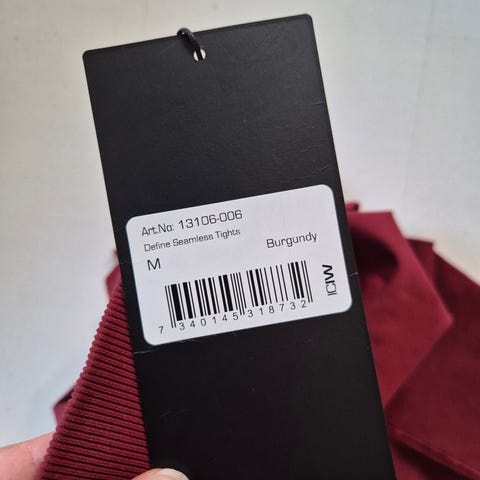 Art.No: 13106-006
Define Seamless Tights
M
Burgundy
ICIW
7 340145 318732